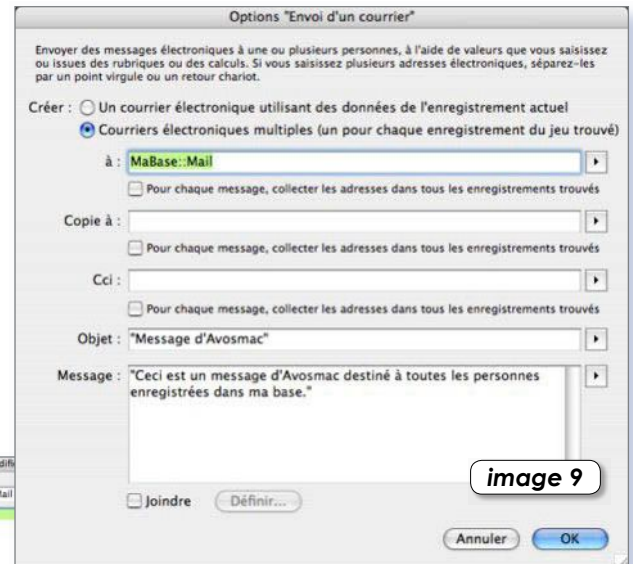 Options "Envoi d'un courrier"
Envoyer des messages électroniques à une ou plusieurs personnes, à l'aide de valeurs que vous saisissez
ou issues des rubriques ou des calculs. Si vous saisissez plusieurs adresses électroniques, séparez-les
par un point virgule ou un retour chariot.
Créer : Un courrier électronique utilisant des données de l'enregistrement actuel
Courriers électroniques multiples (un pour chaque enregistrement du jeu trouvé)
à : MaBase::Mail
Pour chaque message, collecter les adresses dans tous les enregistrements trouvés
Copie à :
Pour chaque message, collecter les adresses dans tous les enregistrements trouvés
Cci :
Pour chaque message, collecter les adresses dans tous les enregistrements trouvés
Objet : "Message d'Avosmac"
Message : "Ceci est un message d'Avosmac destiné à toutes les personnes
enregistrées dans ma base."
image 9
Joindre Définir...
Annuler OK